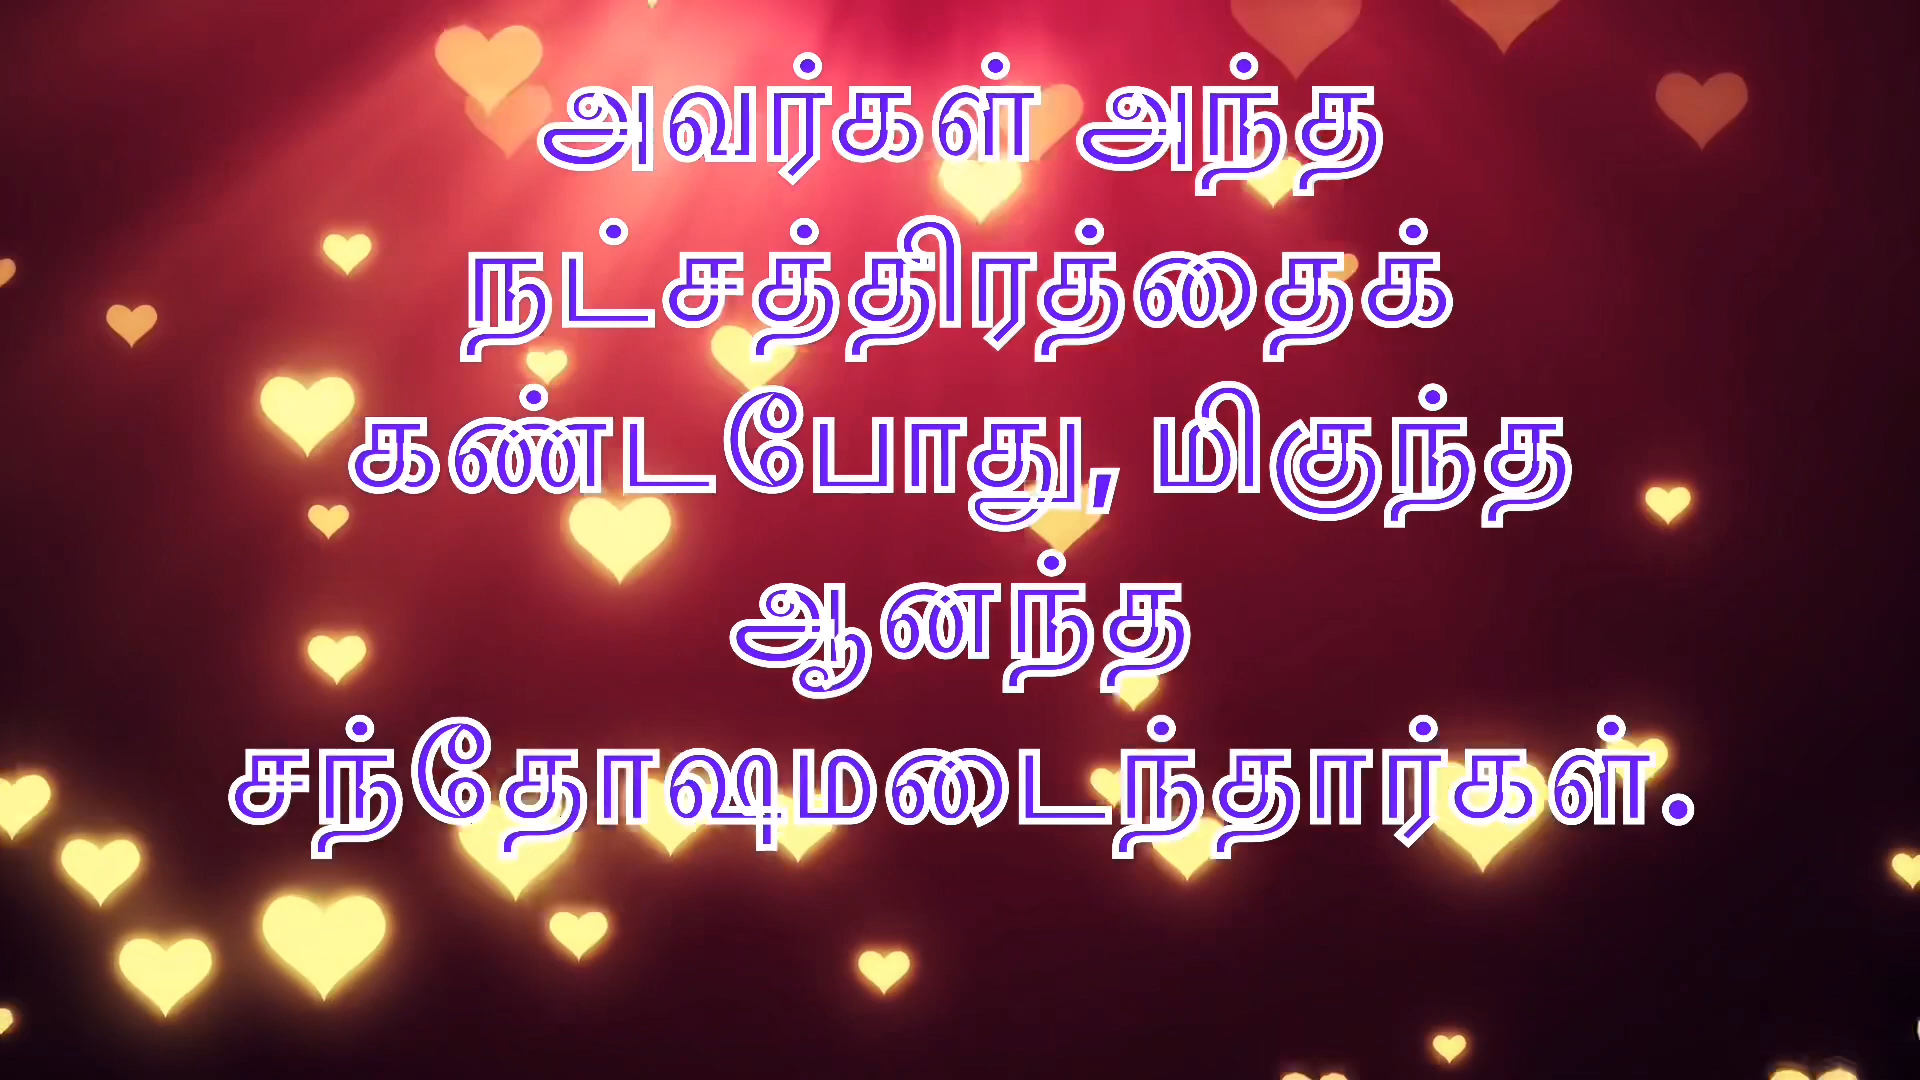 அவர்கள் அந்த
நட்சத்திரத்தைக்
கண்டபோது, மிகுந்த
ஆனந்த
சந்தோஷமடைந்தார்கள்.